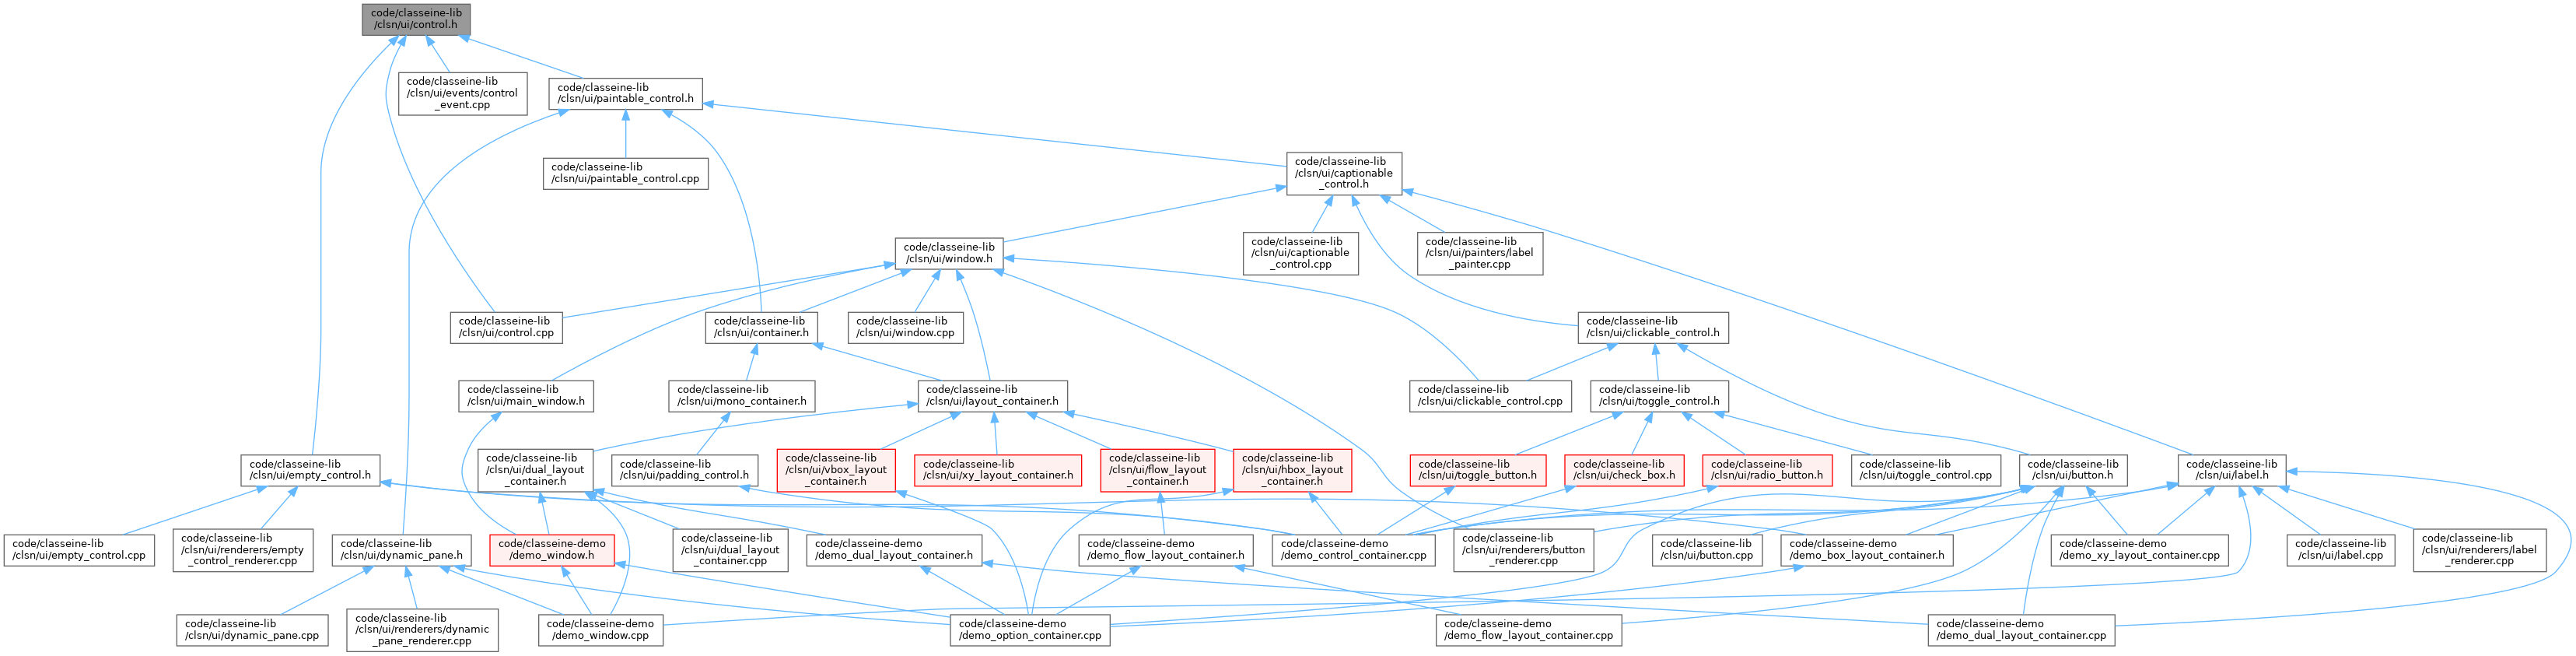 code/classeine-lib
/clsn/ui/control.h
code/classeine-lib
/clsn/ui/events/control
_event.cpp
code/classeine-lib
/clsn/ui/paintable_control.h
code/classeine-lib
/clsn/ui/paintable_control.cpp
code/classeine-lib
/clsn/ui/captionable
_control.h
code/classeine-lib
/clsn/ui/window.h
code/classeine-lib
/clsn/ui/captionable
_control.cpp
code/classeine-lib
/clsn/ui/painters/label
_painter.cpp
code/classeine-lib
/clsn/ui/control.cpp
code/classeine-lib
/clsn/ui/container.h
code/classeine-lib
/clsn/ui/window.cpp
code/classeine-lib
/clsn/ui/clickable_control.h
code/classeine-lib
/clsn/ui/main_window.h
code/classeine-lib
/clsn/ui/mono_container.h
code/classeine-lib
/clsn/ui/layout_container.h
code/classeine-lib
/clsn/ui/clickable_control.cpp
code/classeine-lib
/clsn/ui/toggle_control.h
code/classeine-lib
/clsn/ui/empty_control.h
code/classeine-lib
/clsn/ui/dual_layout
_container.h
code/classeine-lib
/clsn/ui/padding_control.h
code/classeine-lib
/clsn/ui/vbox_layout
_container.h
code/classeine-lib
/clsn/ui/xy_layout_container.h
code/classeine-lib
/clsn/ui/flow_layout
_container.h
code/classeine-lib
/clsn/ui/hbox_layout
_container.h
code/classeine-lib
/clsn/ui/toggle_button.h
code/classeine-lib
/clsn/ui/check_box.h
code/classeine-lib
/clsn/ui/radio_button.h
code/classeine-lib
/clsn/ui/toggle_control.cpp
code/classeine-lib
/clsn/ui/button.h
code/classeine-lib
/clsn/ui/label.h
code/classeine-lib
/clsn/ui/empty_control.cpp
code/classeine-lib
/clsn/ui/renderers/empty
_control_renderer.cpp
code/classeine-lib
/clsn/ui/dynamic_pane.h
code/classeine-demo
/demo_window.h
code/classeine-lib
/clsn/ui/dual_layout
_container.cpp
code/classeine-demo
/demo_dual_layout_container.h
code/classeine-demo
/demo_flow_layout_container.h
code/classeine-demo
/demo_control_container.cpp
code/classeine-lib
/clsn/ui/renderers/button
_renderer.cpp
code/classeine-lib
/clsn/ui/button.cpp
code/classeine-demo
/demo_box_layout_container.h
code/classeine-demo
/demo_xy_layout_container.cpp
code/classeine-lib
/clsn/ui/label.cpp
code/classeine-lib
/clsn/ui/renderers/label
_renderer.cpp
code/classeine-lib
/clsn/ui/dynamic_pane.cpp
code/classeine-lib
/clsn/ui/renderers/dynamic
_pane_renderer.cpp
code/classeine-demo
/demo_window.cpp
code/classeine-demo
/demo_option_container.cpp
code/classeine-demo
/demo_flow_layout_container.cpp
code/classeine-demo
/demo_dual_layout_container.cpp